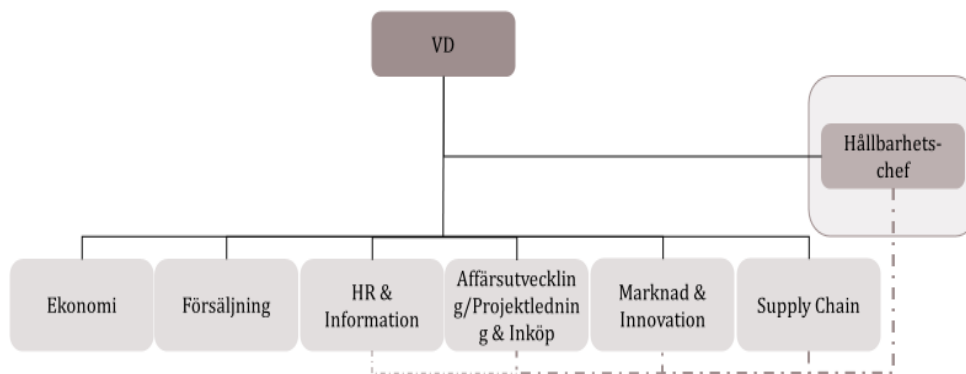 VD
Hållbarhets-
chef
Ekonomi
Försäljning
HR &
Information
Affärsutvecklin
g/Projektlednin
g & Inköp
Marknad &
Innovation
Supply Chain